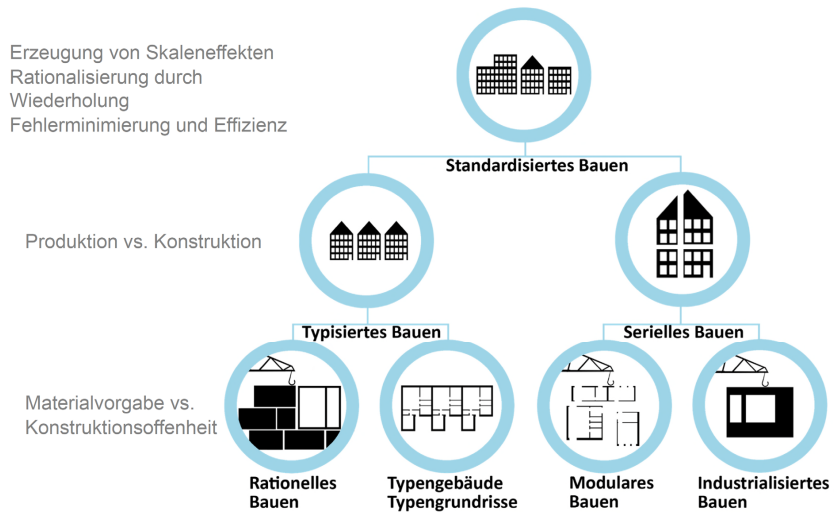 Erzeugung von Skaleneffekten
Rationalisierung durch
Wiederholung
Fehlerminimierung und Effizienz
Standardisiertes Bauen
Produktion vs. Konstruktion
Typisiertes Bauen
Serielles Bauen
Materialvorgabe vs.
Konstruktionsoffenheit
Rationelles
Bauen
Typengebäude
Typengrundrisse
Modulares
Bauen
Industrialisiertes
Bauen